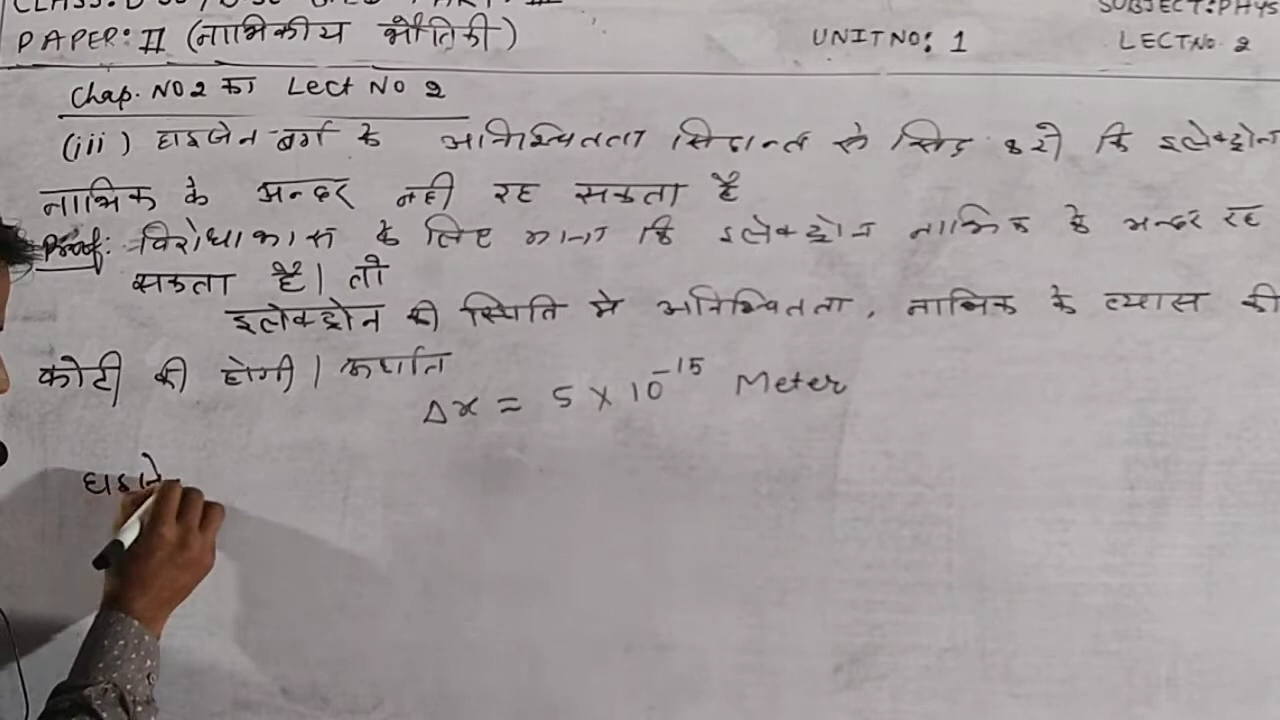 PAPER: II (नाभिकीय भौतिकी)
UNIT NO: 1
LECT No. 2
Chap. NO 2 का Lect No 2
(iii) हाइजेन बर्ग के अनिश्चितता सिद्धान्त से सिद्ध करो कि इलेक्ट्रोन
नाभिक के अन्दर नही रह सकता है
Proof: विरोधाभास के लिए माना कि इलेक्ट्रोन नाभिक के अन्दर रह
सकता है। तो
इलेक्ट्रोन की स्थिति मे अनिश्चितता, नाभिक के व्यास की
कोटी की होगी। अर्थात
Δx = 5 × 10⁻¹⁵ Meter
हाइजे